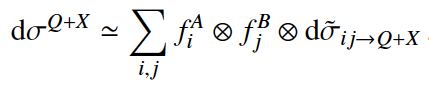 dσ^{Q+X} ≃ ∑_{i,j} f_i^A ⊗ f_j^B ⊗ dσ̃_{ij→Q+X}